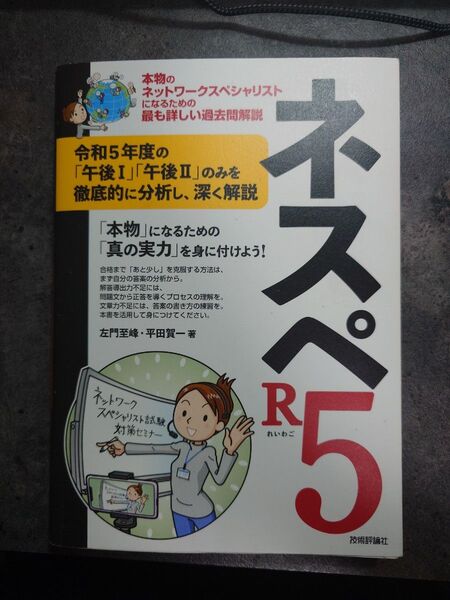 本物の
ネットワークスペシャリスト
になるための
最も詳しい過去問解説
令和5年度の
「午後Ⅰ」「午後Ⅱ」のみを
徹底的に分析し、深く解説
「本物」になるための
「真の実力」を身に付けよう!
合格まで「あと少し」を克服する方法は、
まず自分の答案の分析から。
解答導出力不足には、
問題文から正答を導くプロセスの理解を。
文章力不足には、答案の書き方の練習を。
本書を活用して身につけてください。
左門至峰・平田賀一 著
ネスペ
R5
れいわご
ネットワーク
スペシャリスト試験
対策セミナー
技術評論社